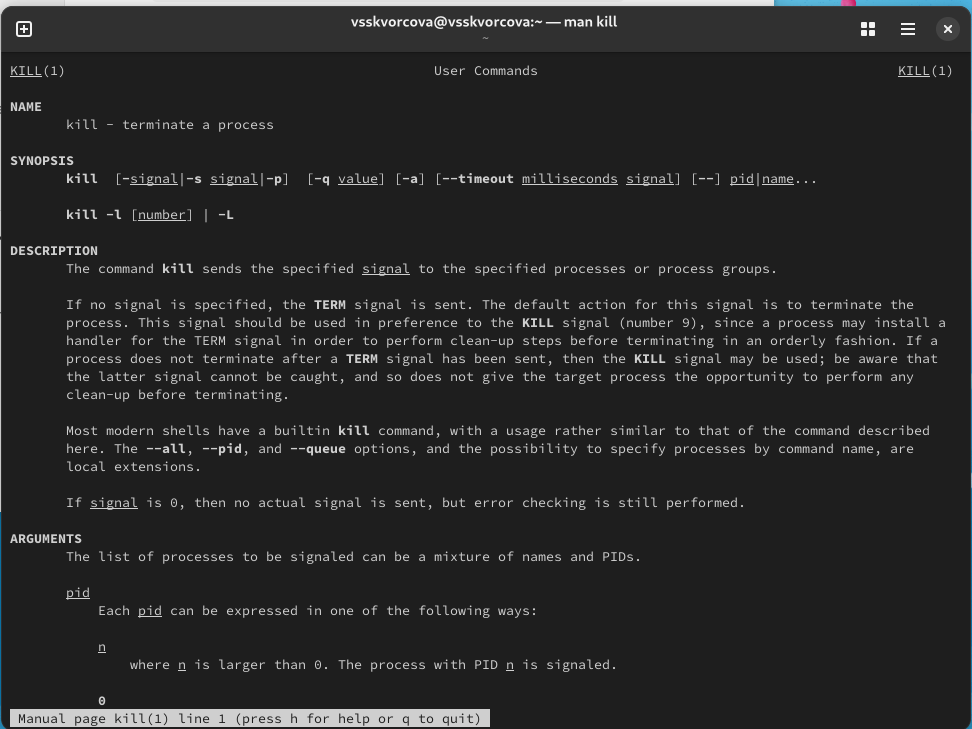 vsskvorcova@vsskvorcova:~ — man kill
~
KILL(1) User Commands KILL(1)
NAME
kill - terminate a process
SYNOPSIS
kill [-signal|-s signal|-p] [-q value] [-a] [--timeout milliseconds signal] [--] pid|name...
kill -l [number] | -L
DESCRIPTION
The command kill sends the specified signal to the specified processes or process groups.
If no signal is specified, the TERM signal is sent. The default action for this signal is to terminate the
process. This signal should be used in preference to the KILL signal (number 9), since a process may install a
handler for the TERM signal in order to perform clean-up steps before terminating in an orderly fashion. If a
process does not terminate after a TERM signal has been sent, then the KILL signal may be used; be aware that
the latter signal cannot be caught, and so does not give the target process the opportunity to perform any
clean-up before terminating.
Most modern shells have a builtin kill command, with a usage rather similar to that of the command described
here. The --all, --pid, and --queue options, and the possibility to specify processes by command name, are
local extensions.
If signal is 0, then no actual signal is sent, but error checking is still performed.
ARGUMENTS
The list of processes to be signaled can be a mixture of names and PIDs.
pid
Each pid can be expressed in one of the following ways:
n
where n is larger than 0. The process with PID n is signaled.
0
Manual page kill(1) line 1 (press h for help or q to quit)